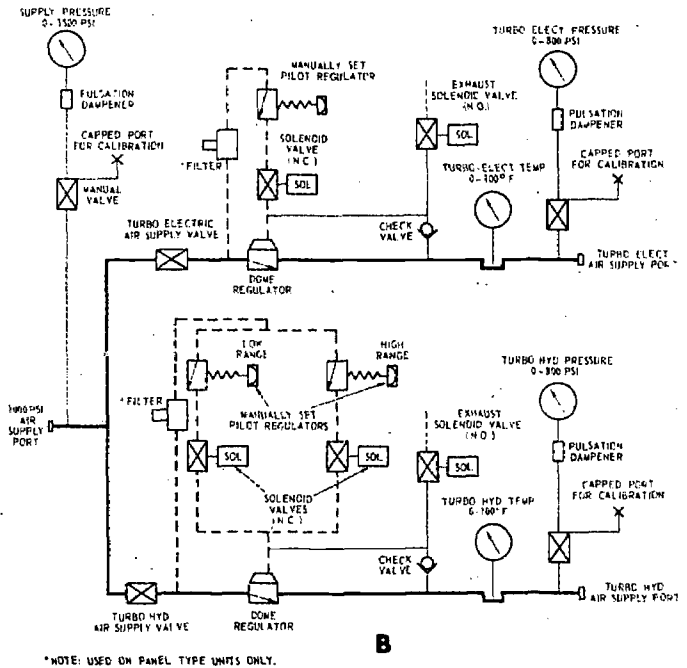 SUPPLY PRESSURE
0-3500 PSI
PULSATION
DAMPENER
CAPPED PORT
FOR CALIBRATION
MANUAL
VALVE
TURBO ELECTRIC
AIR SUPPLY VALVE
MANUALLY SET
PILOT REGULATOR
SOLENOID
VALVE
(N.C.)
SOL
*FILTER
DOME
REGULATOR
EXHAUST
SOLENOID VALVE
(N.O.)
SOL.
CHECK
VALVE
TURBO ELECT PRESSURE
0-800 PSI
PULSATION
DAMPENER
TURBO-ELECT TEMP
CAPPED PORT
FOR CALIBRATION
TURBO ELECT
AIR SUPPLY PORT
AIR
SUPPLY
PORT
*FILTER
LOW
RANGE
HIGH
RANGE
MANUALLY SET
PILOT REGULATORS
SOL
SOL
SOLENOID
VALVES
(N.C.)
TURBO HYD
AIR SUPPLY VALVE
DOME
REGULATOR
EXHAUST
SOLENOID VALVE
(N.O.)
SOL.
CHECK
VALVE
TURBO HYD PRESSURE
0-800 PSI
PULSATION
DAMPENER
TURBO HYD TEMP
CAPPED PORT
FOR CALIBRATION
TURBO HYD
AIR SUPPLY PORT
B
*NOTE: USED ON PANEL TYPE UNITS ONLY.